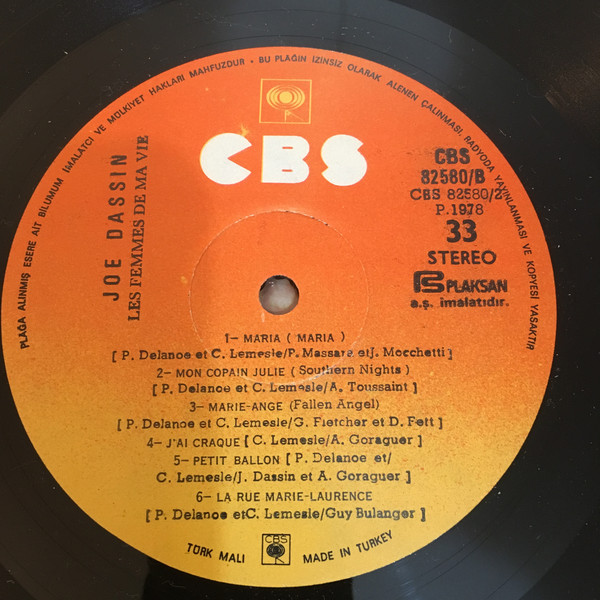 PLAĞA ALINMIŞ ESERE AİT BİLUMUM İMALATCI VE MÜLKİYET HAKLARI MAHFUZDUR • BU PLAĞIN İZİNSİZ OLARAK ALENEN ÇALINMASI, RADYODA YAYINLANMASI VE KOPYESİ YASAKTIR
CBS
JOE DASSIN
LES FEMMES DE MA VIE
CBS
82580/B
CBS 82580/2
P.1978
33
STEREO
PLAKSAN
a.ş. imalatıdır.
1— MARIA ( MARIA )
[ P. Delanoe et C. Lemesle/P. Massara etJ. Mocchetti ]
2— MON COPAIN JULIE ( Southern Nights )
[ P. Delanoe et C. Lemesle/A. Toussaint ]
3— MARIE-ANGE (Fallen Angel)
[ P. Delanoe et C. Lemesle/G. Fletcher et D. Fett ]
4— J'AI CRAQUE [ C. Lemesle/A. Goraguer ]
5— PETIT BALLON [ P. Delanoe et/
C. Lemesle/J. Dassin et A. Goraguer ]
6— LA RUE MARIE-LAURENCE
[ P. Delanoe etC. Lemesle/Guy Bulanger ]
TÜRK MALI
CBS
MADE IN TURKEY